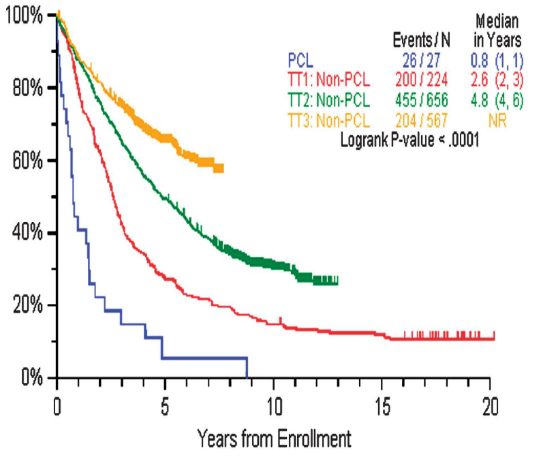 Events / N Median in Years
PCL 26 / 27 0.8 (1, 1)
TT1: Non-PCL 200 / 224 2.6 (2, 3)
TT2: Non-PCL 455 / 656 4.8 (4, 6)
TT3: Non-PCL 204 / 567 NR
Logrank P-value < .0001
100%
80%
60%
40%
20%
0%
0 5 10 15 20
Years from Enrollment